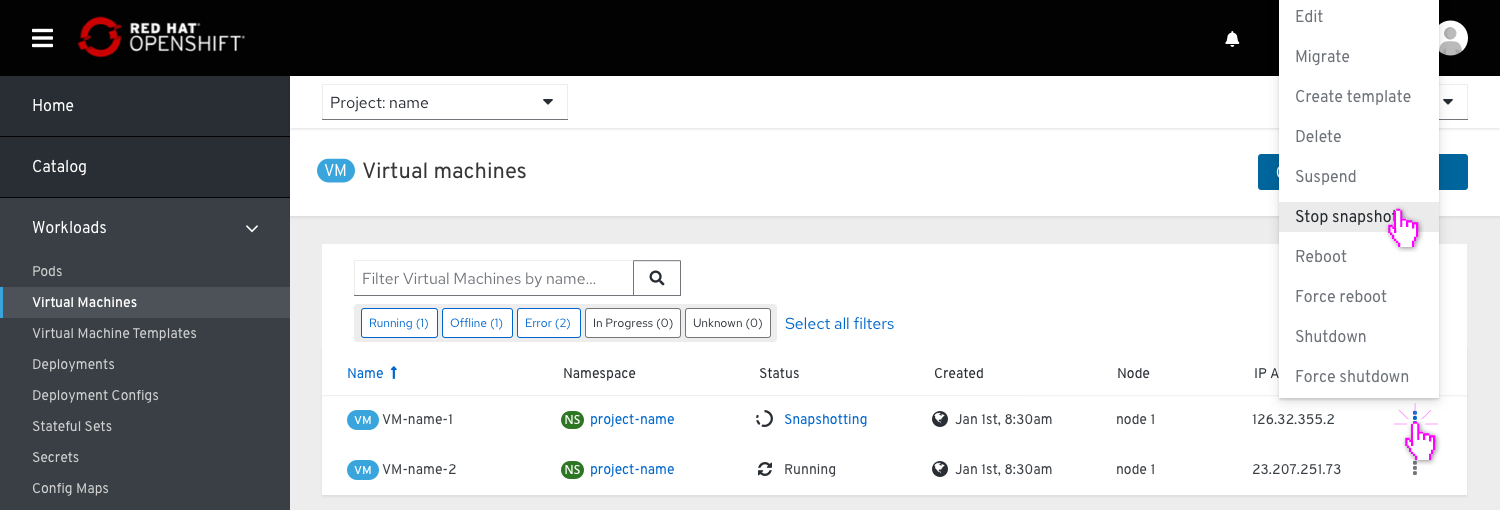 RED HAT®
OPENSHIFT®
Home
Catalog
Workloads
Pods
Virtual Machines
Virtual Machine Templates
Deployments
Deployment Configs
Stateful Sets
Secrets
Config Maps
Project: name
VM Virtual machines
Filter Virtual Machines by name...
Running (1) Offline (1) Error (2) In Progress (0) Unknown (0) Select all filters
Name Namespace Status Created Node IP
VM VM-name-1 NS project-name Snapshotting Jan 1st, 8:30am node 1 126.32.355.2
VM VM-name-2 NS project-name Running Jan 1st, 8:30am node 1 23.207.251.73
Edit
Migrate
Create template
Delete
Suspend
Stop snapshot
Reboot
Force reboot
Shutdown
Force shutdown